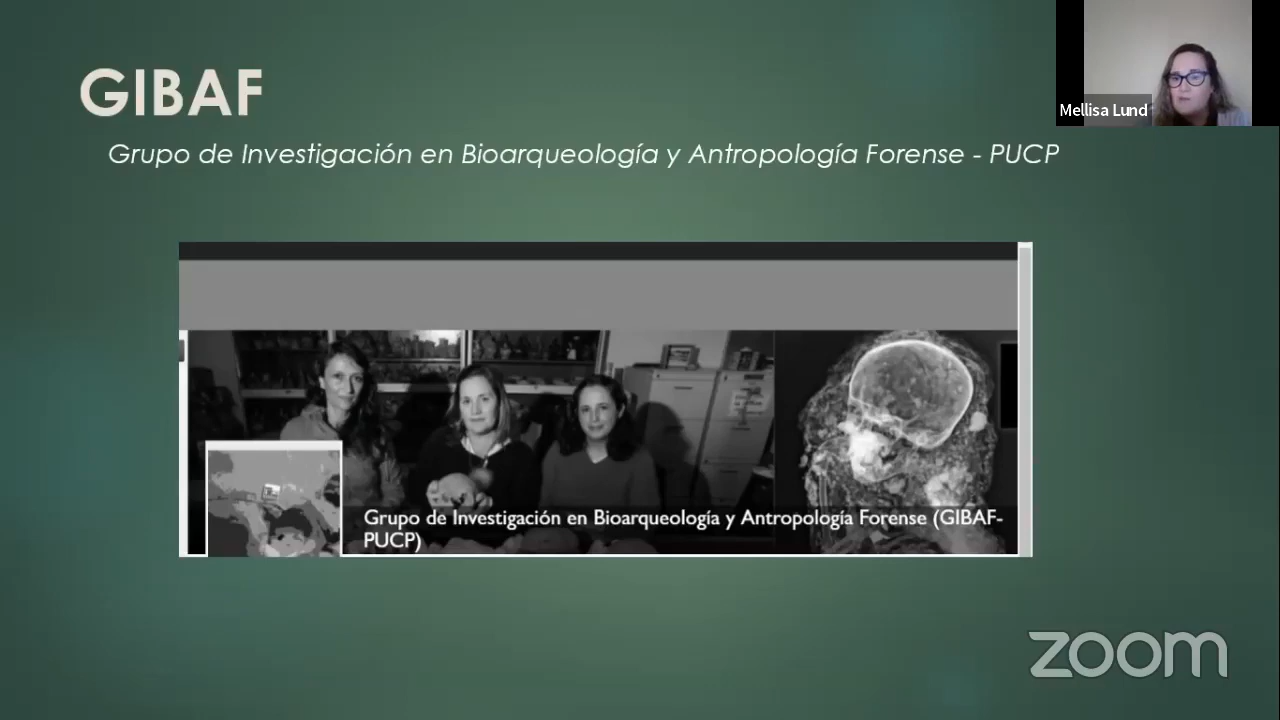 GIBAF
Mellisa Lund
Grupo de Investigación en Bioarqueología y Antropología Forense - PUCP
Grupo de Investigación en Bioarqueología y Antropología Forense (GIBAF-
PUCP)
zoom